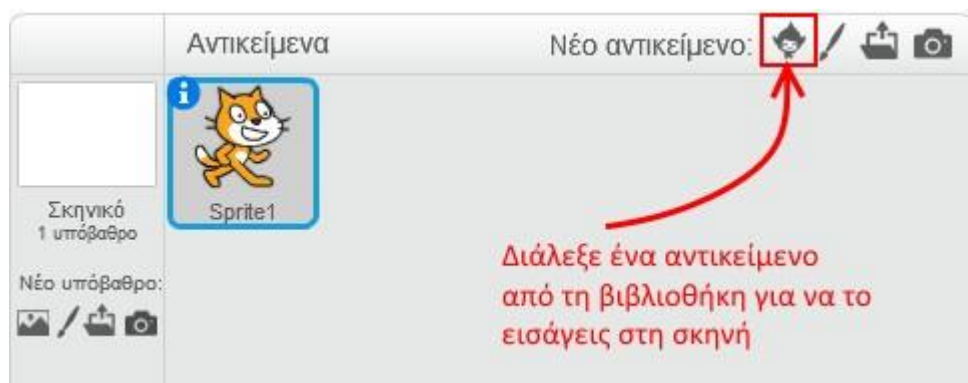 Αντικείμενα
Νέο αντικείμενο:
Sprite1
Σκηνικό
1 υπόβαθρο
Νέο υπόβαθρο:
Διάλεξε ένα αντικείμενο
από τη βιβλιοθήκη για να το
εισάγεις στη σκηνή